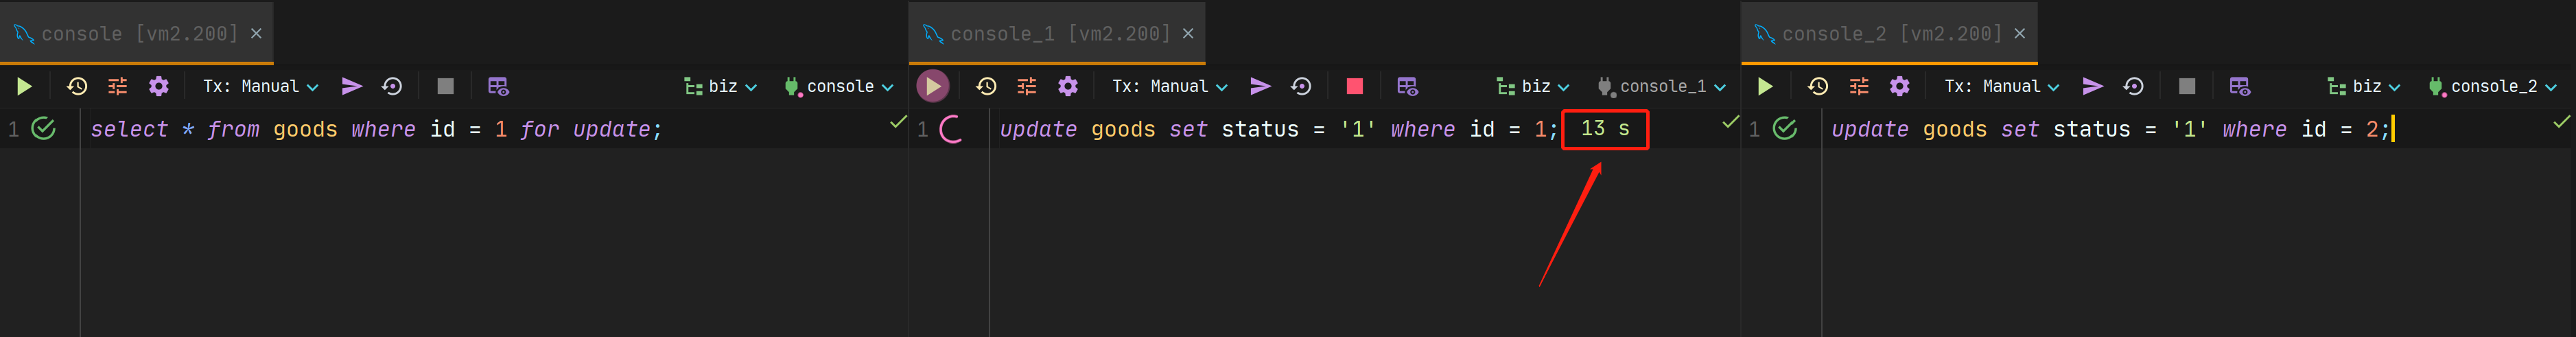 console [vm2.200]
Tx: Manual
biz
console
1 select * from goods where id = 1 for update;
console_1 [vm2.200]
Tx: Manual
biz
console_1
1 update goods set status = '1' where id = 1; 13 s
console_2 [vm2.200]
Tx: Manual
biz
console_2
1 update goods set status = '1' where id = 2;